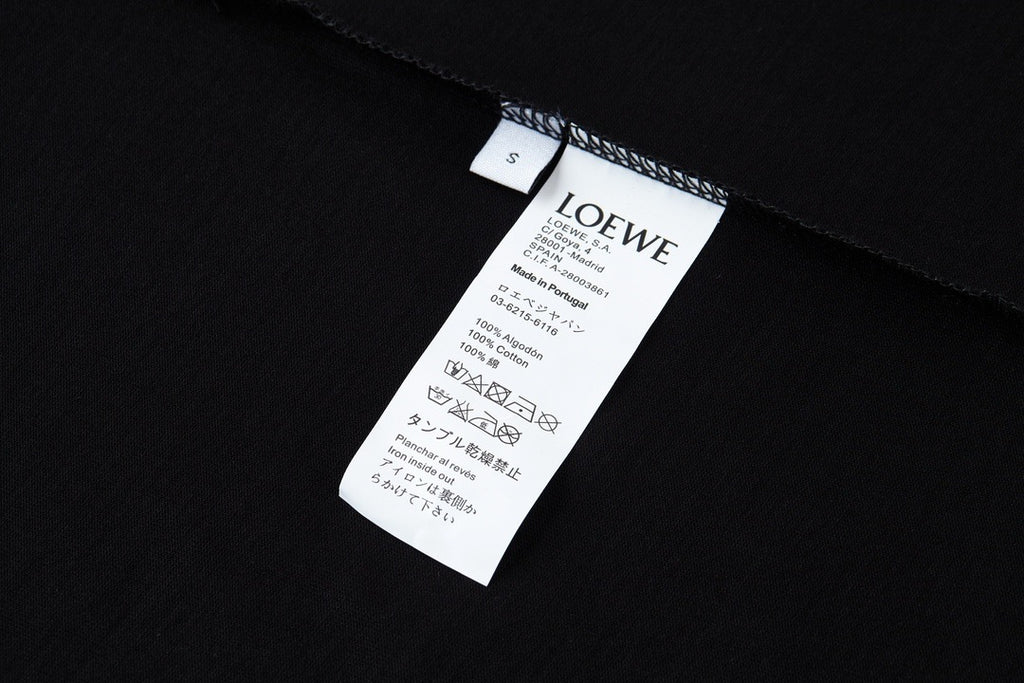 S
LOEWE
LOEWE, S.A.
C/ Goya, 4
28001 -Madrid
SPAIN
C.I.F. A-28003861
Made in Portugal
ロエベジャパン
03-6215-6116
100% Algodón
100% Cotton
100% 綿
低
タンブル乾燥禁止
Planchar al revés
Iron inside out
アイロンは裏側か
らかけて下さい